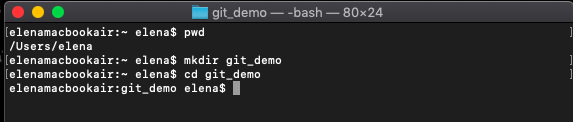 git_demo — -bash — 80×24
[elenamacbookair:~ elena$ pwd ]
/Users/elena
[elenamacbookair:~ elena$ mkdir git_demo ]
[elenamacbookair:~ elena$ cd git_demo ]
elenamacbookair:git_demo elena$